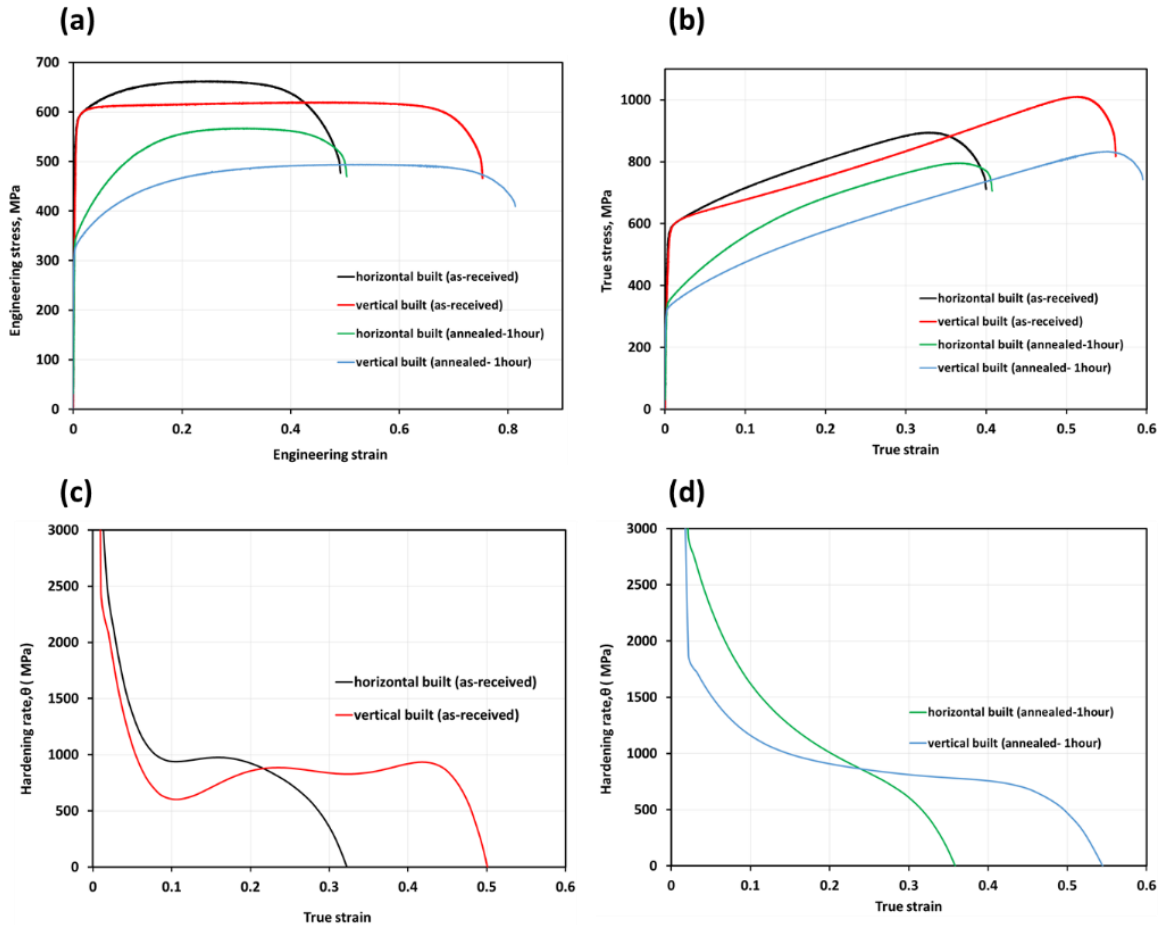 (a)
700
600
500
400
300
200
100
0
Engineering stress, MPa
0
0.2
0.4
0.6
0.8
Engineering strain
horizontal built (as-received)
vertical built (as-received)
horizontal built (annealed-1hour)
vertical built (annealed- 1hour)
(b)
1000
800
600
400
200
0
True stress, MPa
0
0.1
0.2
0.3
0.4
0.5
0.6
True strain
horizontal built (as-received)
vertical built (as-received)
horizontal built (annealed-1hour)
vertical built (annealed- 1hour)
(c)
3000
2500
2000
1500
1000
500
0
Hardening rate,θ ( MPa)
0
0.1
0.2
0.3
0.4
0.5
0.6
True strain
horizontal built (as-received)
vertical built (as-received)
(d)
3000
2500
2000
1500
1000
500
0
Hardening rate,θ ( MPa)
0
0.1
0.2
0.3
0.4
0.5
0.6
True strain
horizontal built (annealed-1hour)
vertical built (annealed- 1hour)